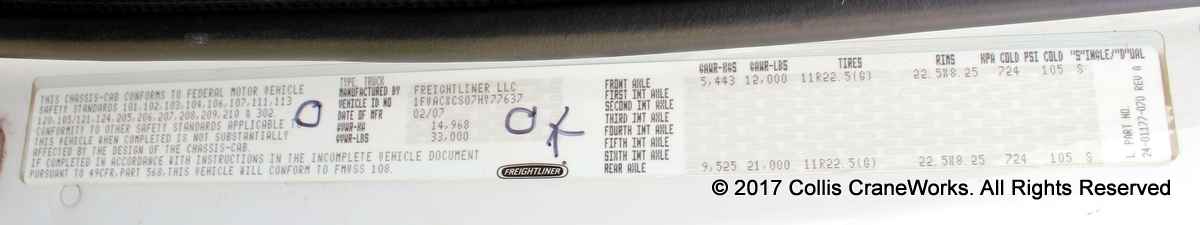 THIS CHASSIS-CAB CONFORMS TO FEDERAL MOTOR VEHICLE
SAFETY STANDARDS 101,102,103,104,106,107,111,113
120,105,121,124,205,206,207,208,209,210 & 302.
CONFORMITY TO OTHER SAFETY STANDARDS APPLICABLE TO
THIS VEHICLE WHEN COMPLETED IS NOT SUBSTANTIALLY
AFFECTED BY THE DESIGN OF THE CHASSIS-CAB.
IF COMPLETED IN ACCORDANCE WITH INSTRUCTIONS IN THE INCOMPLETE VEHICLE DOCUMENT
PURSUANT TO 49CFR,PART 568,THIS VEHICLE WILL CONFORM TO FMVSS 108.
TYPE: TRUCK
MANUFACTURER FREIGHTLINER LLC
VEHICLE ID NO
DATE OF MFR 02/07
GVWR-KG 14,968
GVWR-LBS 33,000
OK
FREIGHTLINER
GAWR-KGS GAWR-LBS TIRES RIMS KPA COLD PSI COLD "S"INGLE/"D"UAL
FRONT AXLE 5,443 12,000 11R22.5(G) 22.5X8.25 724 105 S
FIRST INT AXLE
SECOND INT AXLE
THIRD INT AXLE
FOURTH INT AXLE
FIFTH INT AXLE
SIXTH INT AXLE
REAR AXLE 9,525 21,000 11R22.5(G) 22.5X8.25 724 105 S
PART NO.
24-01177-070 REV A
© 2017 Collis CraneWorks. All Rights Reserved